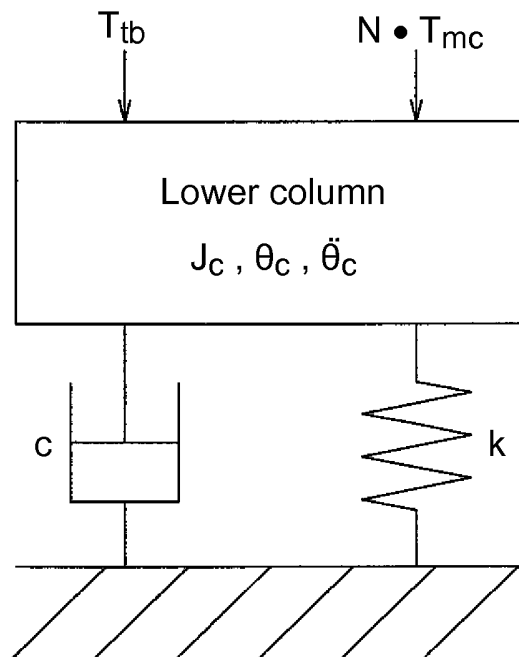 T_tb N • T_mc
Lower column
J_c , θ_c , θ̈_c
c k